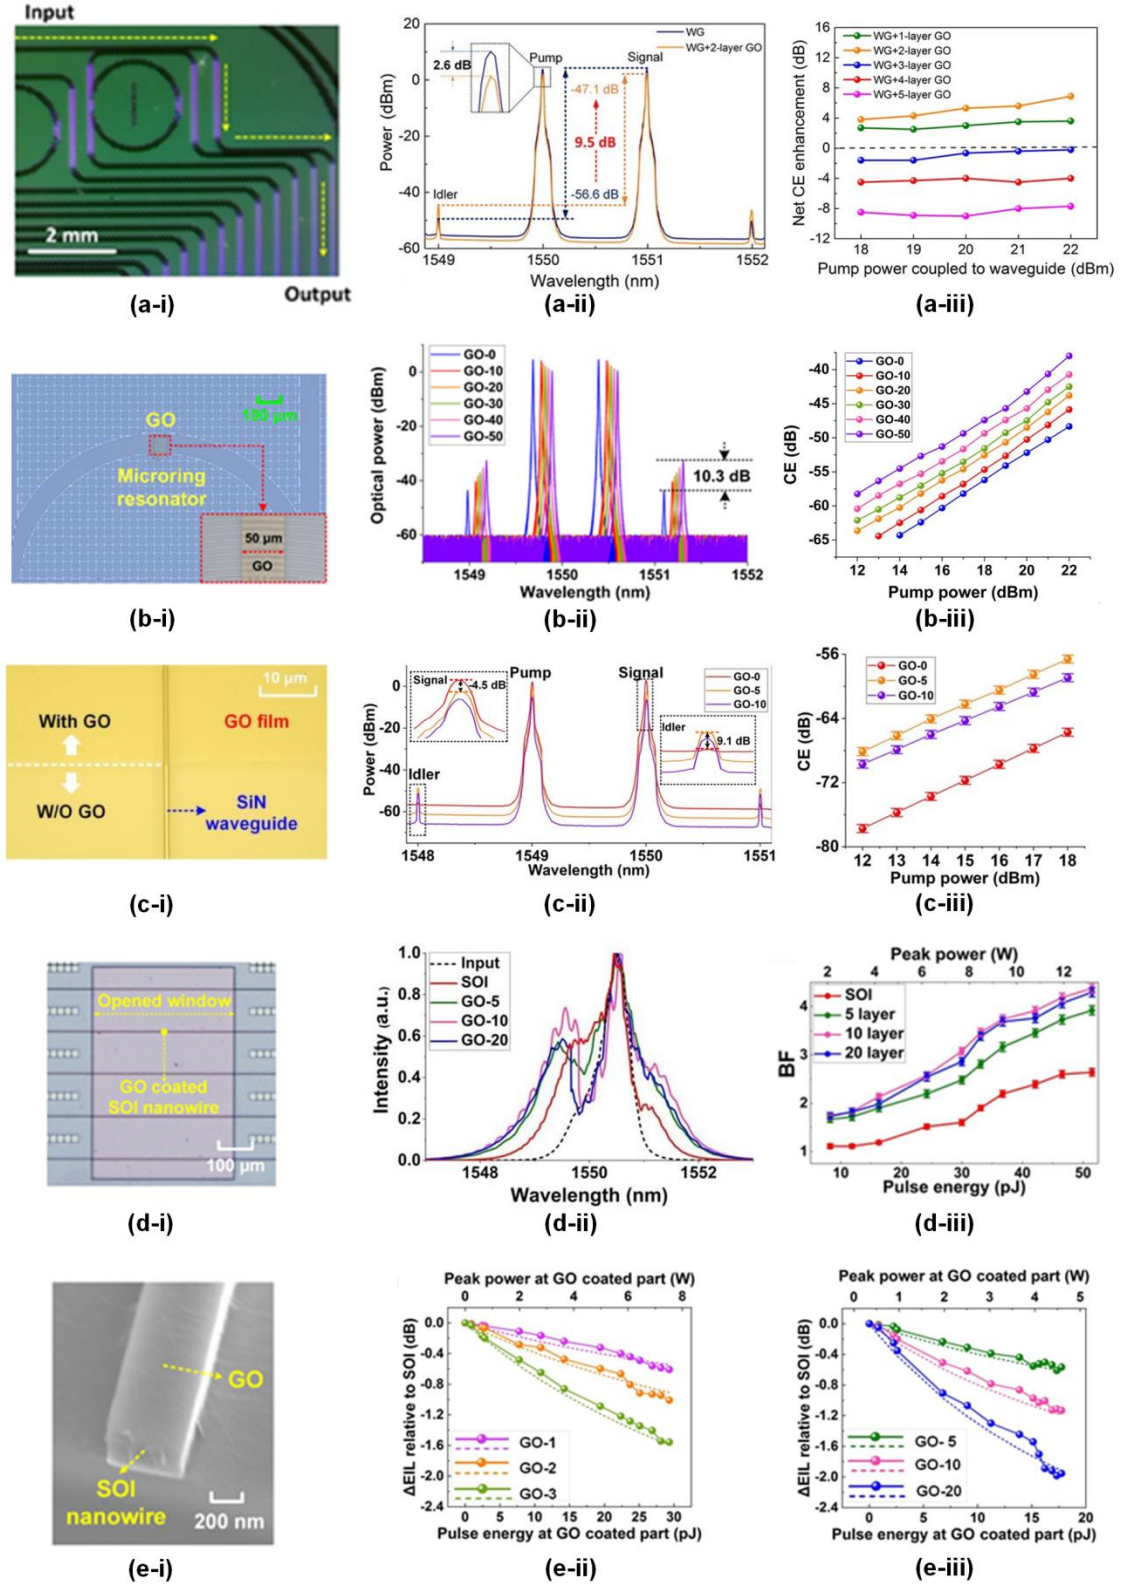 Input
2 mm
Output
(a-i)
20
0
-20
-40
-60
Power (dBm)
WG
WG+2-layer GO
2.6 dB
Pump
Signal
-47.1 dB
9.5 dB
-56.6 dB
Idler
1549 1550 1551 1552
Wavelength (nm)
(a-ii)
16
12
8
4
0
-4
-8
-12
Net CE enhancement (dB)
WG+1-layer GO
WG+2-layer GO
WG+3-layer GO
WG+4-layer GO
WG+5-layer GO
18 19 20 21 22
Pump power coupled to waveguide (dBm)
(a-iii)
GO
100 μm
Microring
resonator
50 μm
GO
(b-i)
0
-20
-40
-60
Optical power (dBm)
GO-0
GO-10
GO-20
GO-30
GO-40
GO-50
10.3 dB
1549 1550 1551 1552
Wavelength (nm)
(b-ii)
-40
-45
-50
-55
-60
-65
CE (dB)
GO-0
GO-10
GO-20
GO-30
GO-40
GO-50
12 14 16 18 20 22
Pump power (dBm)
(b-iii)
10 μm
With GO
GO film
W/O GO
SiN
waveguide
(c-i)
0
-20
-40
-60
Power (dBm)
Signal
-4.5 dB
Pump
Signal
GO-0
GO-5
GO-10
Idler
9.1 dB
Idler
1548 1549 1550 1551
Wavelength (nm)
(c-ii)
-56
-64
-72
-80
CE (dB)
GO-0
GO-5
GO-10
12 13 14 15 16 17 18
Pump power (dBm)
(c-iii)
Opened window
GO coated
SOI nanowire
100 μm
(d-i)
1.0
0.8
0.6
0.4
0.2
0.0
Intensity (a.u.)
Input
SOI
GO-5
GO-10
GO-20
1548 1550 1552
Wavelength (nm)
(d-ii)
Peak power (W)
2 4 6 8 10 12
4
3
2
1
BF
SOI
5 layer
10 layer
20 layer
10 20 30 40 50
Pulse energy (pJ)
(d-iii)
GO
SOI
nanowire
200 nm
(e-i)
Peak power at GO coated part (W)
0 2 4 6 8
0.0
-0.4
-0.8
-1.2
-1.6
-2.0
-2.4
ΔEIL relative to SOI (dB)
GO-1
GO-2
GO-3
0 5 10 15 20 25 30
Pulse energy at GO coated part (pJ)
(e-ii)
Peak power at GO coated part (W)
0 1 2 3 4 5
0.0
-0.4
-0.8
-1.2
-1.6
-2.0
-2.4
ΔEIL relative to SOI (dB)
GO- 5
GO-10
GO-20
0 4 8 12 16 20
Pulse energy at GO coated part (pJ)
(e-iii)